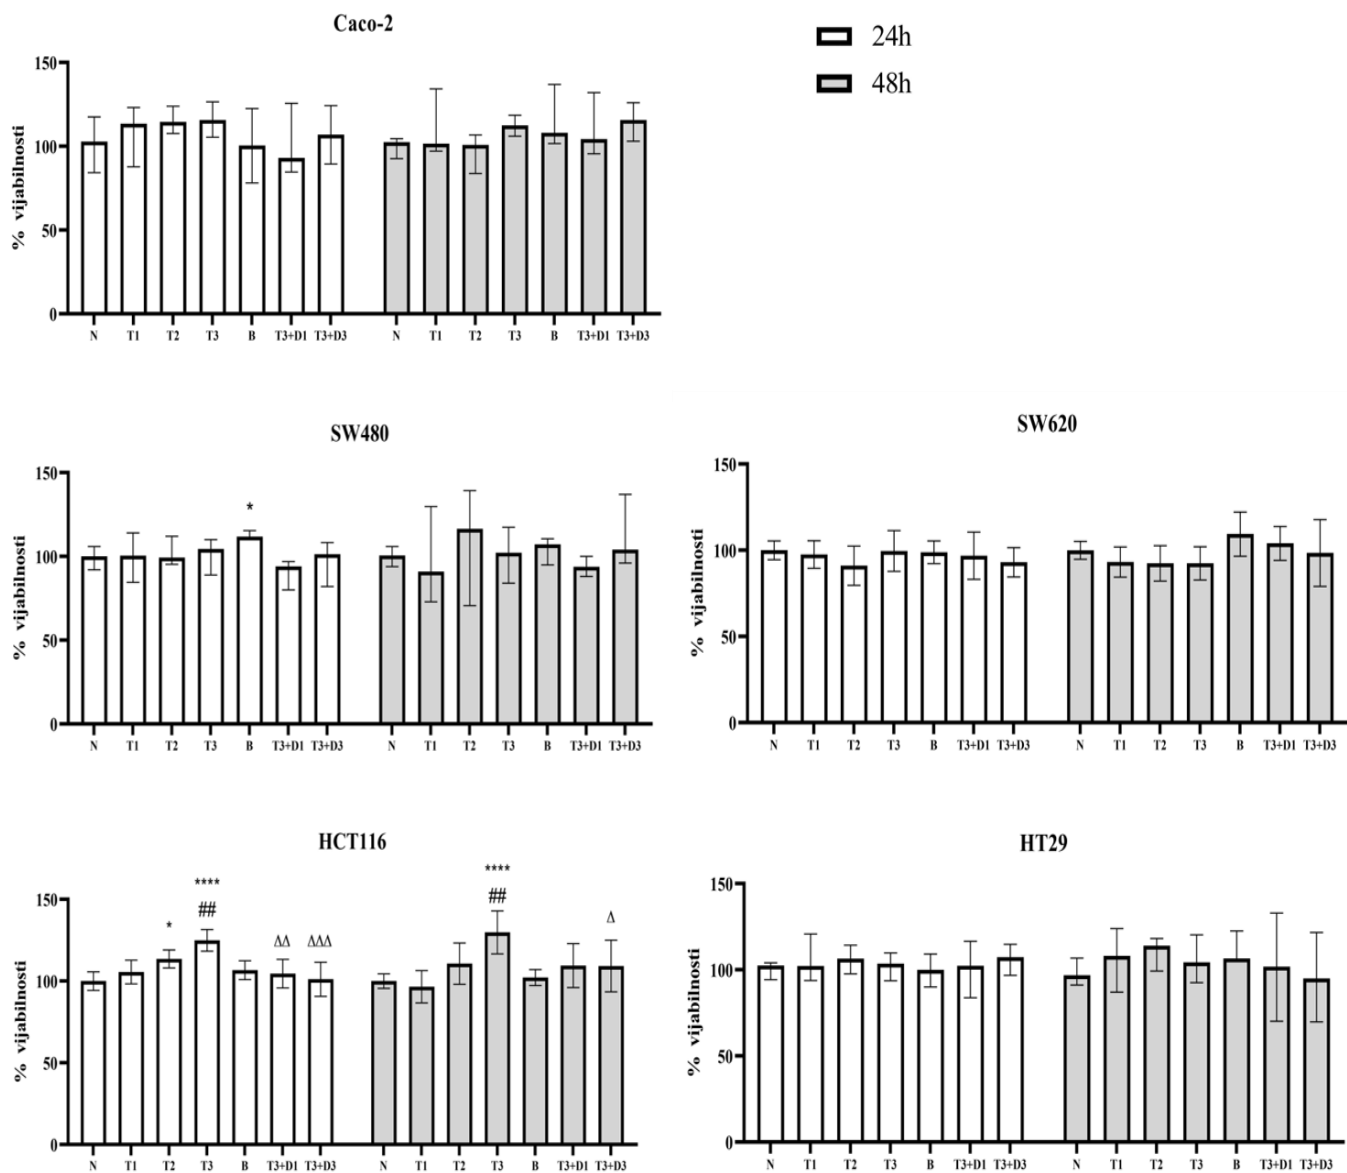 Caco-2
24h
48h
% vijabilnosti
150
100
50
0
N T1 T2 T3 B T3+D1 T3+D3 N T1 T2 T3 B T3+D1 T3+D3
SW480
% vijabilnosti
150
100
50
0
*
N T1 T2 T3 B T3+D1 T3+D3 N T1 T2 T3 B T3+D1 T3+D3
SW620
% vijabilnosti
150
100
50
0
N T1 T2 T3 B T3+D1 T3+D3 N T1 T2 T3 B T3+D1 T3+D3
HCT116
% vijabilnosti
150
100
50
0
**** ****
## ##
* ΔΔ ΔΔΔ Δ
N T1 T2 T3 B T3+D1 T3+D3 N T1 T2 T3 B T3+D1 T3+D3
HT29
% vijabilnosti
150
100
50
0
N T1 T2 T3 B T3+D1 T3+D3 N T1 T2 T3 B T3+D1 T3+D3